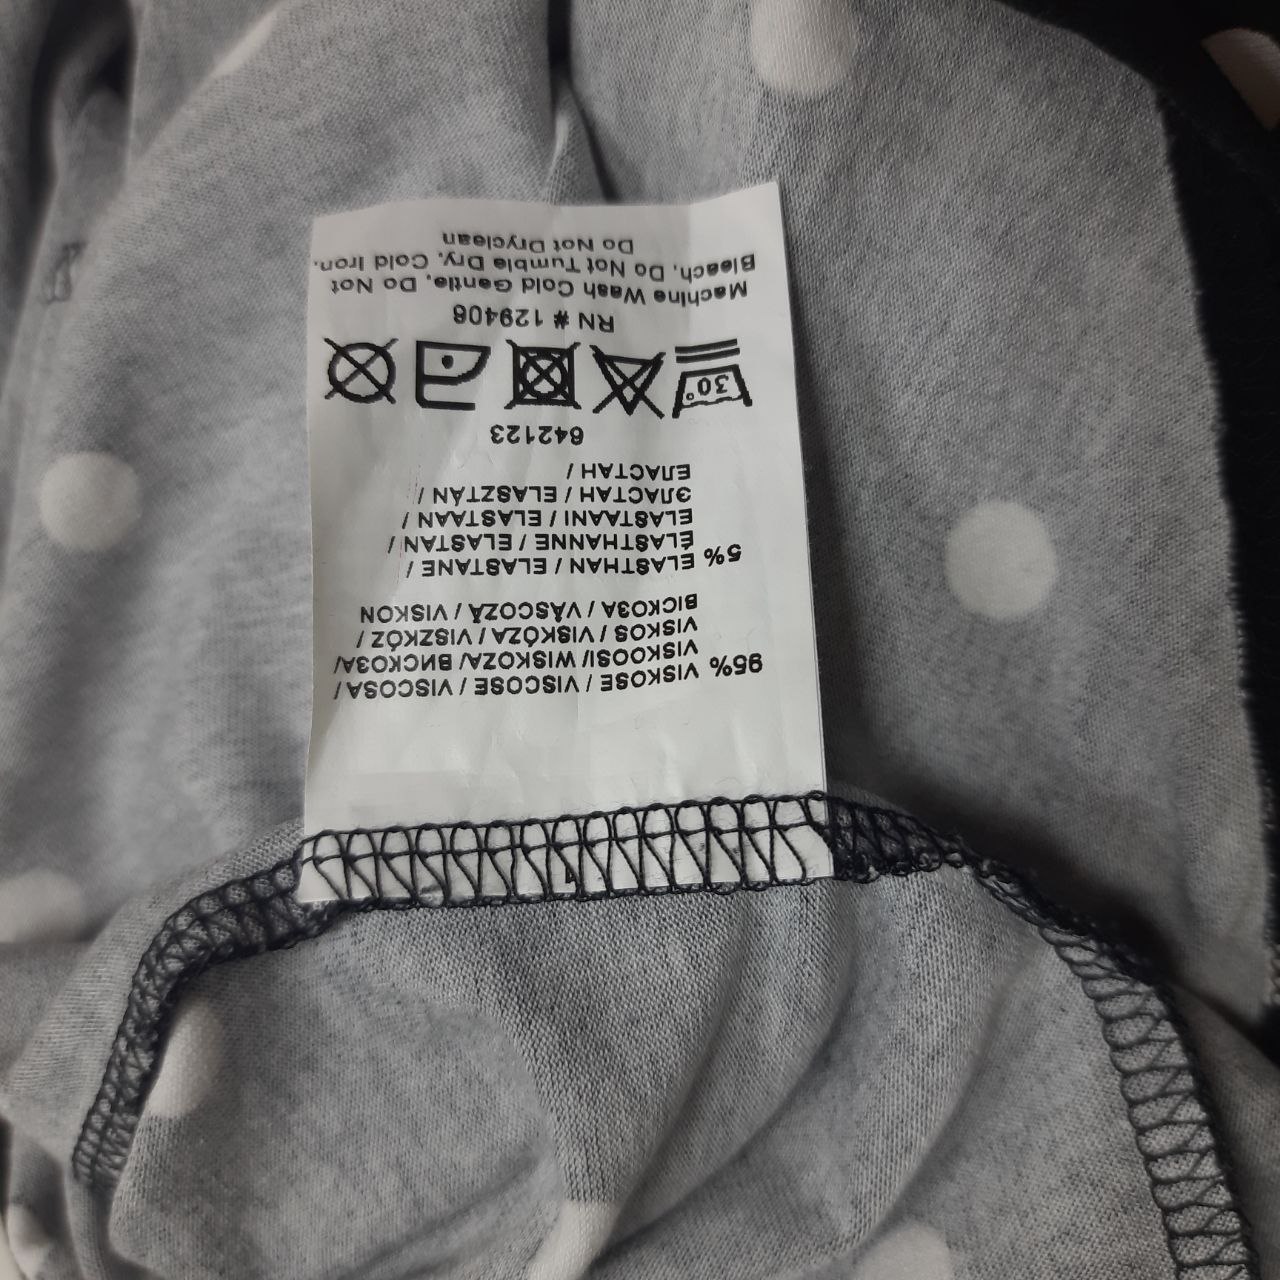 95% VISKOSE / VISCOSE / VISCOSE / VISCOSA /
VISKOOSI/ WISKOZA/ ВИСКОЗА/
VISKOS / VISKÓZA / VISZKÓZ /
ВІСКОЗА / VÂSCOZĂ / VISKON
5% ELASTHAN / ELASTANE /
ÉLASTHANNE / ELASTAN /
ELASTAANI / ELASTAAN /
ЭЛАСТАН / ELASZTÁN /
ЕЛАСТАН /
642123
30°
RN # 129406
Machine Wash Cold Gentle, Do Not
Bleach, Do Not Tumble Dry, Cold Iron,
Do Not Dryclean